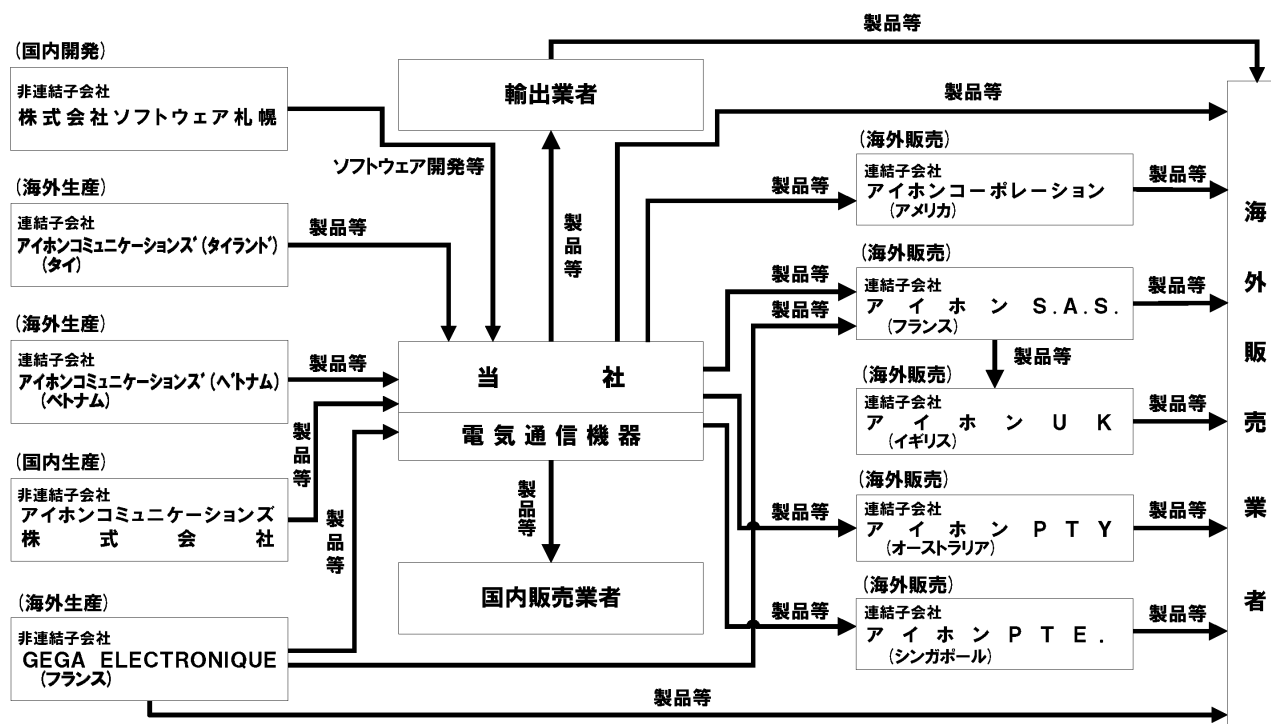 (国内開発)
非連結子会社
株式会社ソフトウェア札幌
ソフトウェア開発等
(海外生産)
連結子会社
アイホンコミュニケーションズ(タイランド)
(タイ)
製品等
(海外生産)
連結子会社
アイホンコミュニケーションズ(ベトナム)
(ベトナム)
製品等
(国内生産)
非連結子会社
アイホンコミュニケーションズ
株式会社
製品等
(海外生産)
非連結子会社
GEGA ELECTRONIQUE
(フランス)
製品等
製品等
輸出業者
製品等
当社
電気通信機器
製品等
国内販売業者
製品等
製品等
(海外販売)
連結子会社
アイホンコーポレーション
(アメリカ)
製品等
製品等
(海外販売)
連結子会社
アイホン S.A.S.
(フランス)
製品等
製品等
製品等
製品等
(海外販売)
連結子会社
アイホン UK
(イギリス)
製品等
(海外販売)
連結子会社
アイホン PTY
(オーストラリア)
製品等
製品等
(海外販売)
連結子会社
アイホン PTE.
(シンガポール)
製品等
製品等
海外販売業者